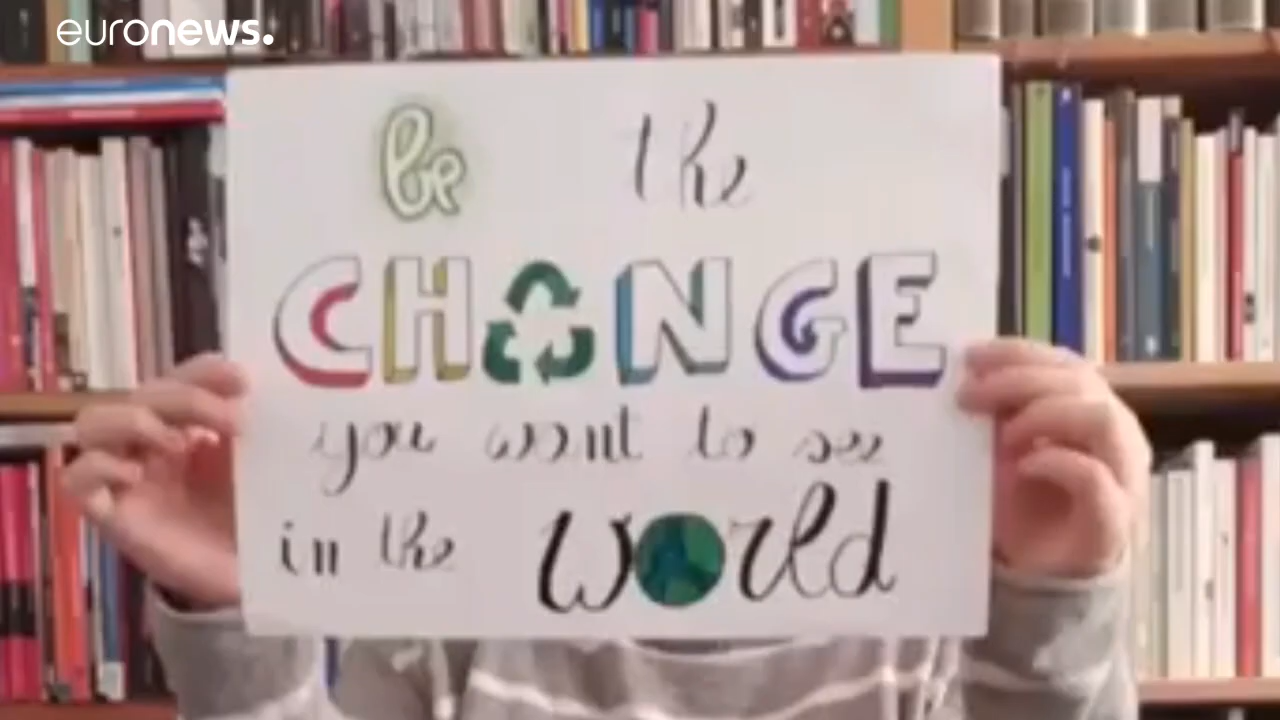 euronews.
Be the
CHANGE
you want to see
in the world